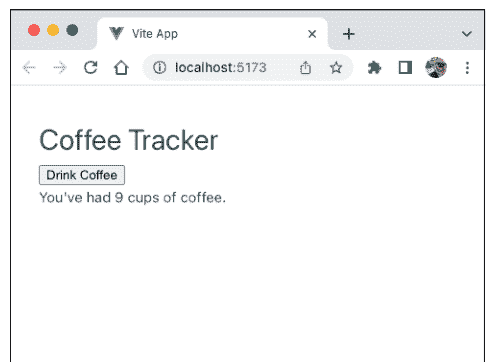 Vite App
localhost:5173
Coffee Tracker
Drink Coffee
You've had 9 cups of coffee.